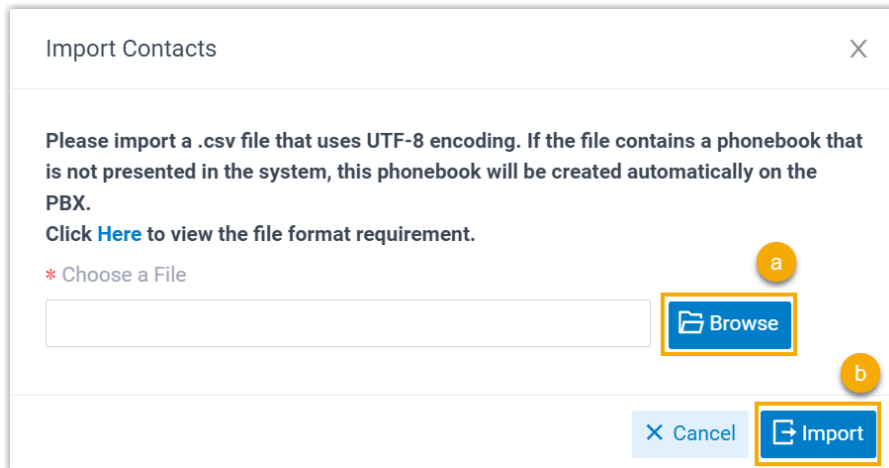 Import Contacts
Please import a .csv file that uses UTF-8 encoding. If the file contains a phonebook that
is not presented in the system, this phonebook will be created automatically on the
PBX.
Click Here to view the file format requirement.
* Choose a File
a
Browse
b
Cancel
Import